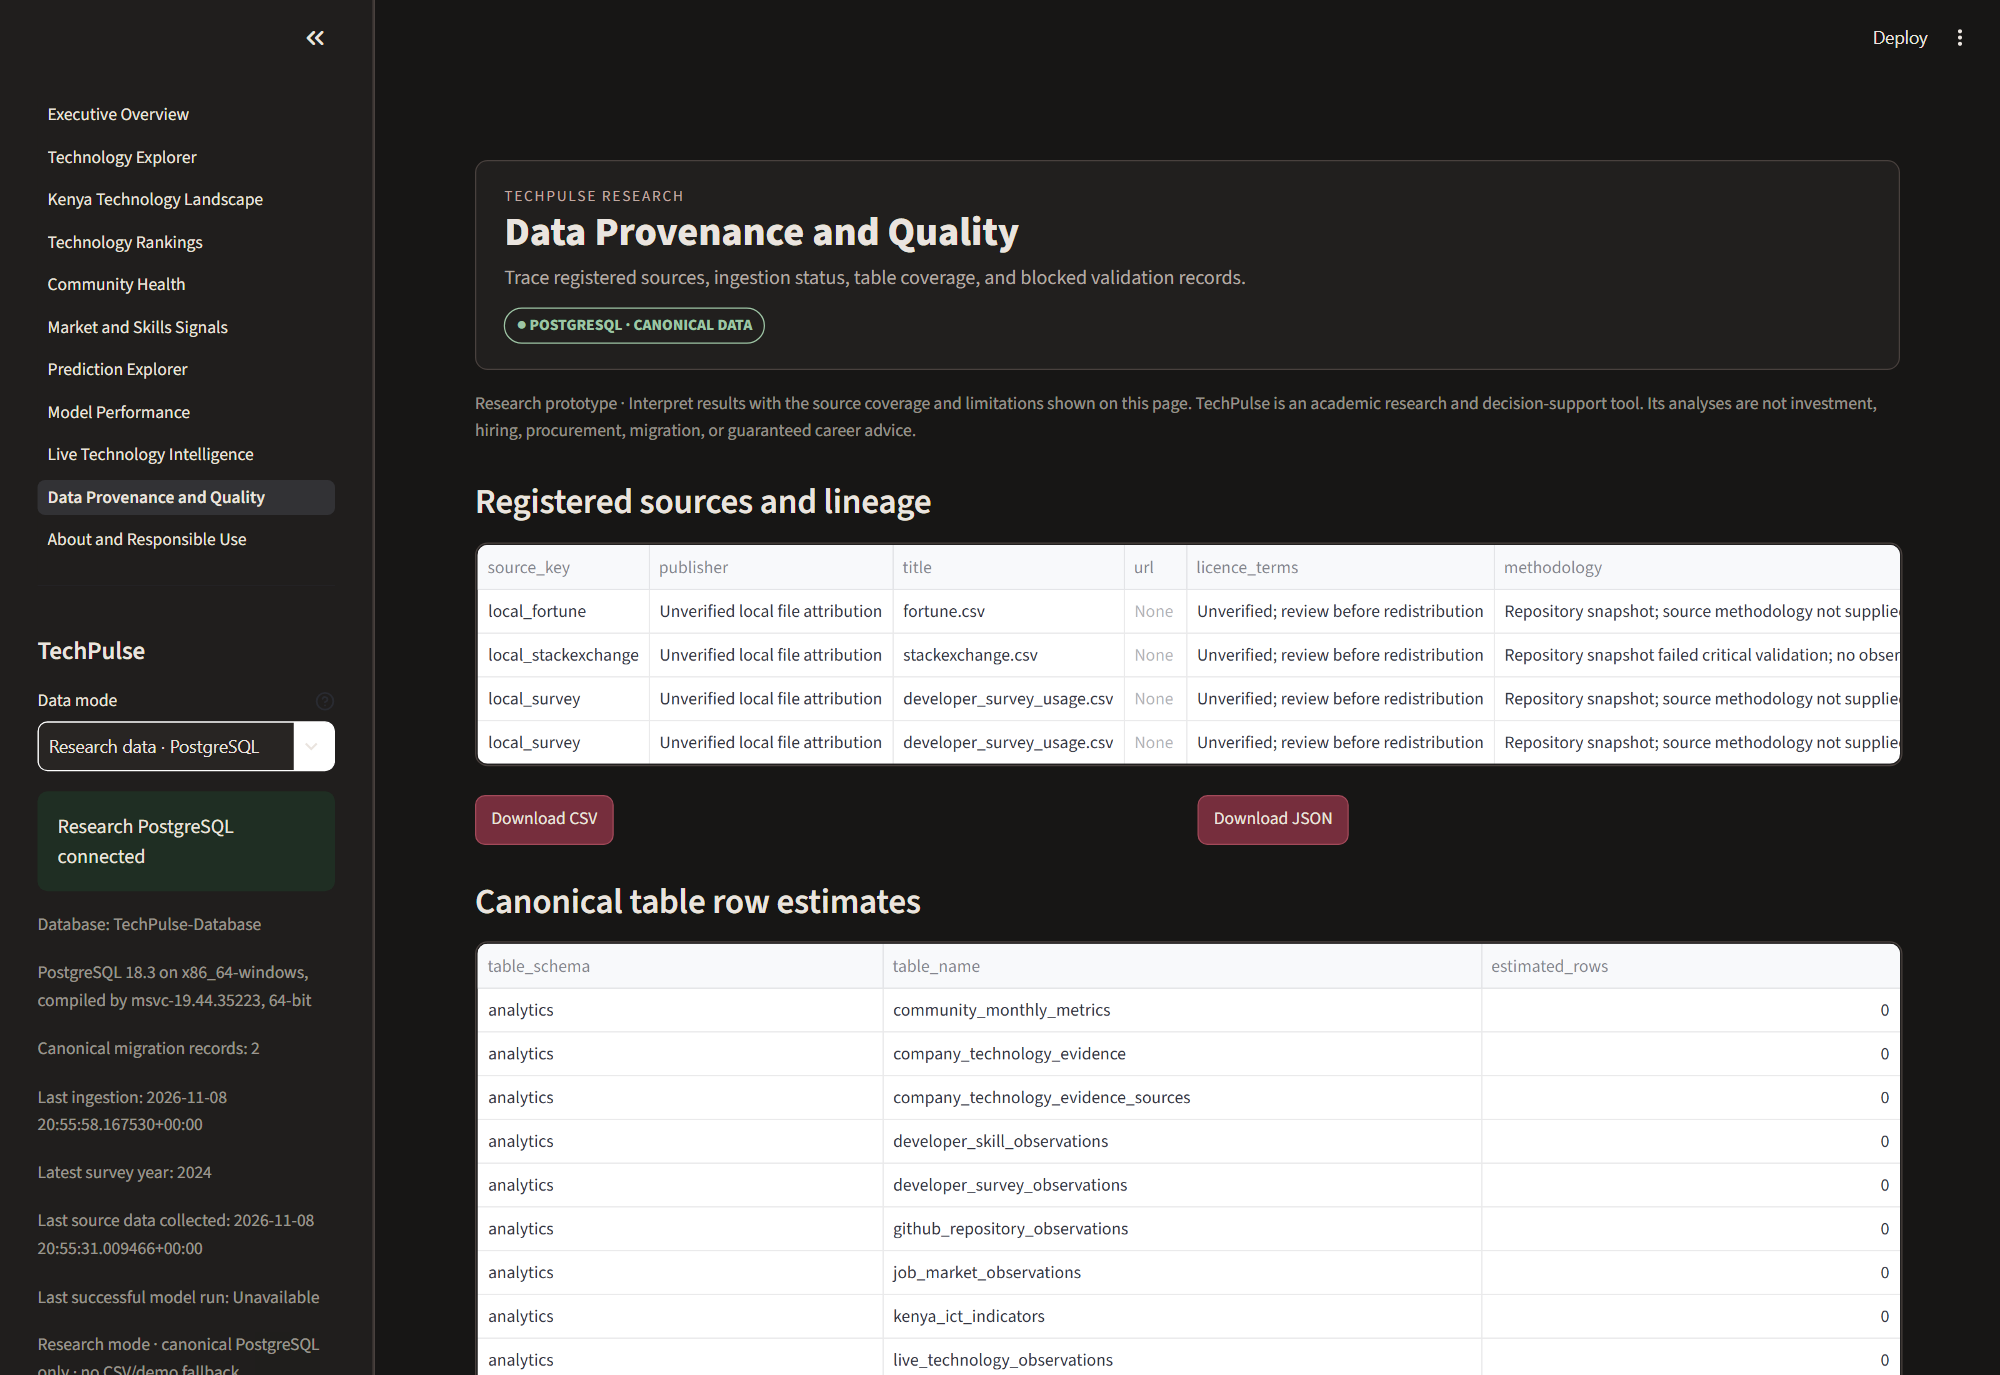 Deploy
Executive Overview
Technology Explorer
Kenya Technology Landscape
Technology Rankings
Community Health
Market and Skills Signals
Prediction Explorer
Model Performance
Live Technology Intelligence
Data Provenance and Quality
About and Responsible Use
TechPulse
Data mode
Research data · PostgreSQL
Research PostgreSQL
connected
Database: TechPulse-Database
PostgreSQL 18.3 on x86_64-windows,
compiled by msvc-19.44.35223, 64-bit
Canonical migration records: 2
Last ingestion: 2026-11-08
20:55:58.167530+00:00
Latest survey year: 2024
Last source data collected: 2026-11-08
20:55:31.009466+00:00
Last successful model run: Unavailable
Research mode · canonical PostgreSQL
only · no CSV/demo fallback
TECHPULSE RESEARCH
Data Provenance and Quality
Trace registered sources, ingestion status, table coverage, and blocked validation records.
POSTGRESQL · CANONICAL DATA
Research prototype · Interpret results with the source coverage and limitations shown on this page. TechPulse is an academic research and decision-support tool. Its analyses are not investment,
hiring, procurement, migration, or guaranteed career advice.
Registered sources and lineage
source_key publisher title url licence_terms methodology
local_fortune Unverified local file attribution fortune.csv None Unverified; review before redistribution Repository snapshot; source methodology not supplie
local_stackexchange Unverified local file attribution stackexchange.csv None Unverified; review before redistribution Repository snapshot failed critical validation; no obser
local_survey Unverified local file attribution developer_survey_usage.csv None Unverified; review before redistribution Repository snapshot; source methodology not supplie
local_survey Unverified local file attribution developer_survey_usage.csv None Unverified; review before redistribution Repository snapshot; source methodology not supplie
Download CSV Download JSON
Canonical table row estimates
table_schema table_name estimated_rows
analytics community_monthly_metrics 0
analytics company_technology_evidence 0
analytics company_technology_evidence_sources 0
analytics developer_skill_observations 0
analytics developer_survey_observations 0
analytics github_repository_observations 0
analytics job_market_observations 0
analytics kenya_ict_indicators 0
analytics live_technology_observations 0